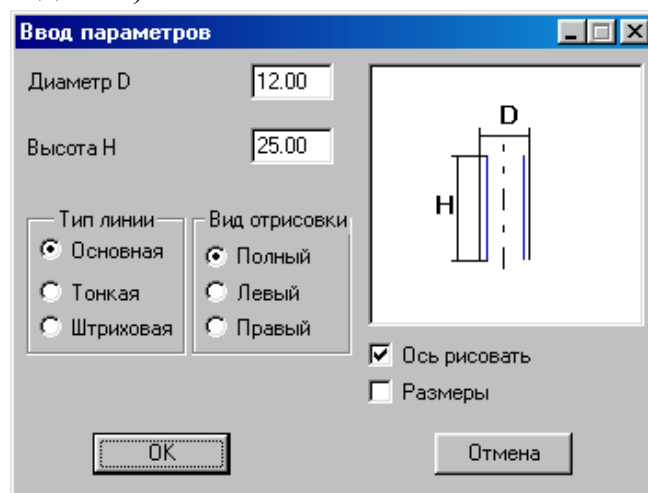 Ввод параметров
Диаметр D
12.00
Высота H
25.00
D
H
Тип линии
Основная
Тонкая
Штриховая
Вид отрисовки
Полный
Левый
Правый
Ось рисовать
Размеры
OK
Отмена